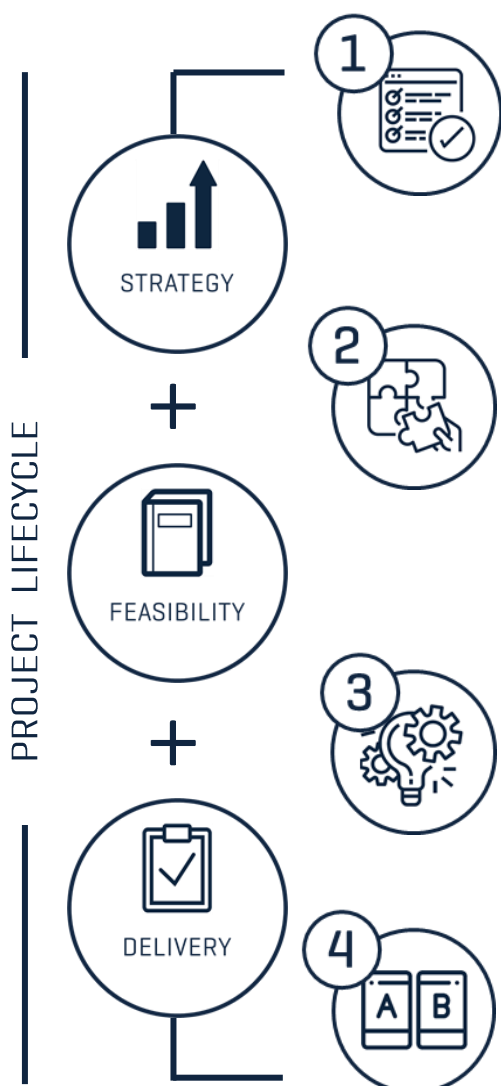 PROJECT LIFECYCLE
STRATEGY
+
FEASIBILITY
+
DELIVERY
1
2
3
4
A B